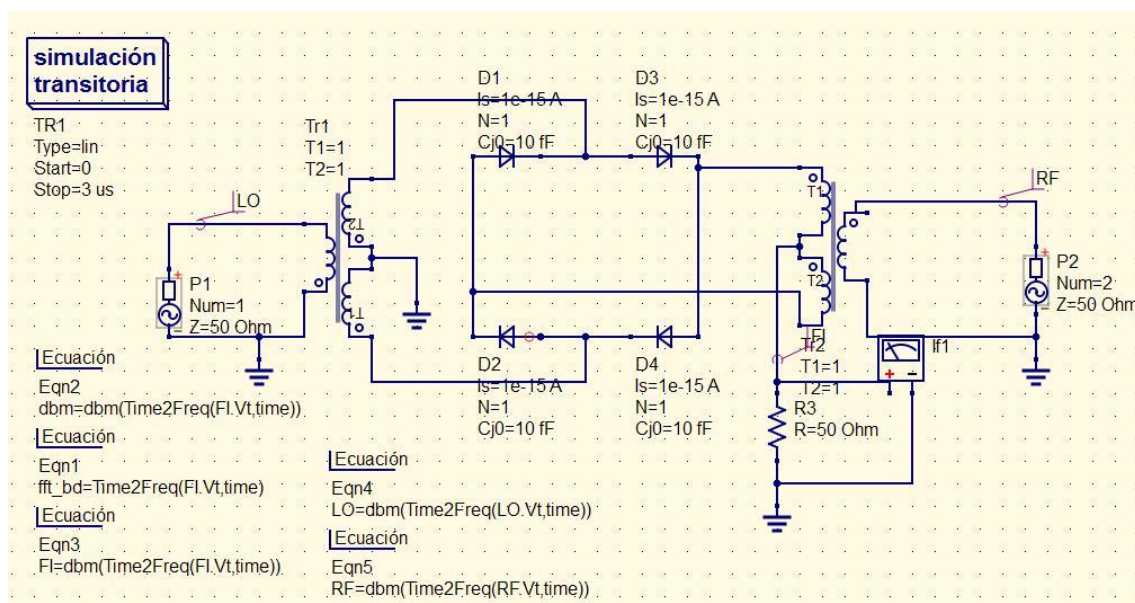 simulación
transitoria
TR1
Type=lin
Start=0
Stop=3 us
Tr1
T1=1
T2=1
D1
Is=1e-15 A
N=1
Cj0=10 fF
D3
Is=1e-15 A
N=1
Cj0=10 fF
LO
T2
T1
P1
Num=1
Z=50 Ohm
T1
T2
RF
P2
Num=2
Z=50 Ohm
FI
Tr2
T1=1
T2=1
If1
D2
Is=1e-15 A
N=1
Cj0=10 fF
D4
Is=1e-15 A
N=1
Cj0=10 fF
R3
R=50 Ohm
Ecuación
Eqn2
dbm=dbm(Time2Freq(FI.Vt,time))
Ecuación
Eqn1
fft_bd=Time2Freq(FI.Vt,time)
Ecuación
Eqn3
FI=dbm(Time2Freq(FI.Vt,time))
Ecuación
Eqn4
LO=dbm(Time2Freq(LO.Vt,time))
Ecuación
Eqn5
RF=dbm(Time2Freq(RF.Vt,time))